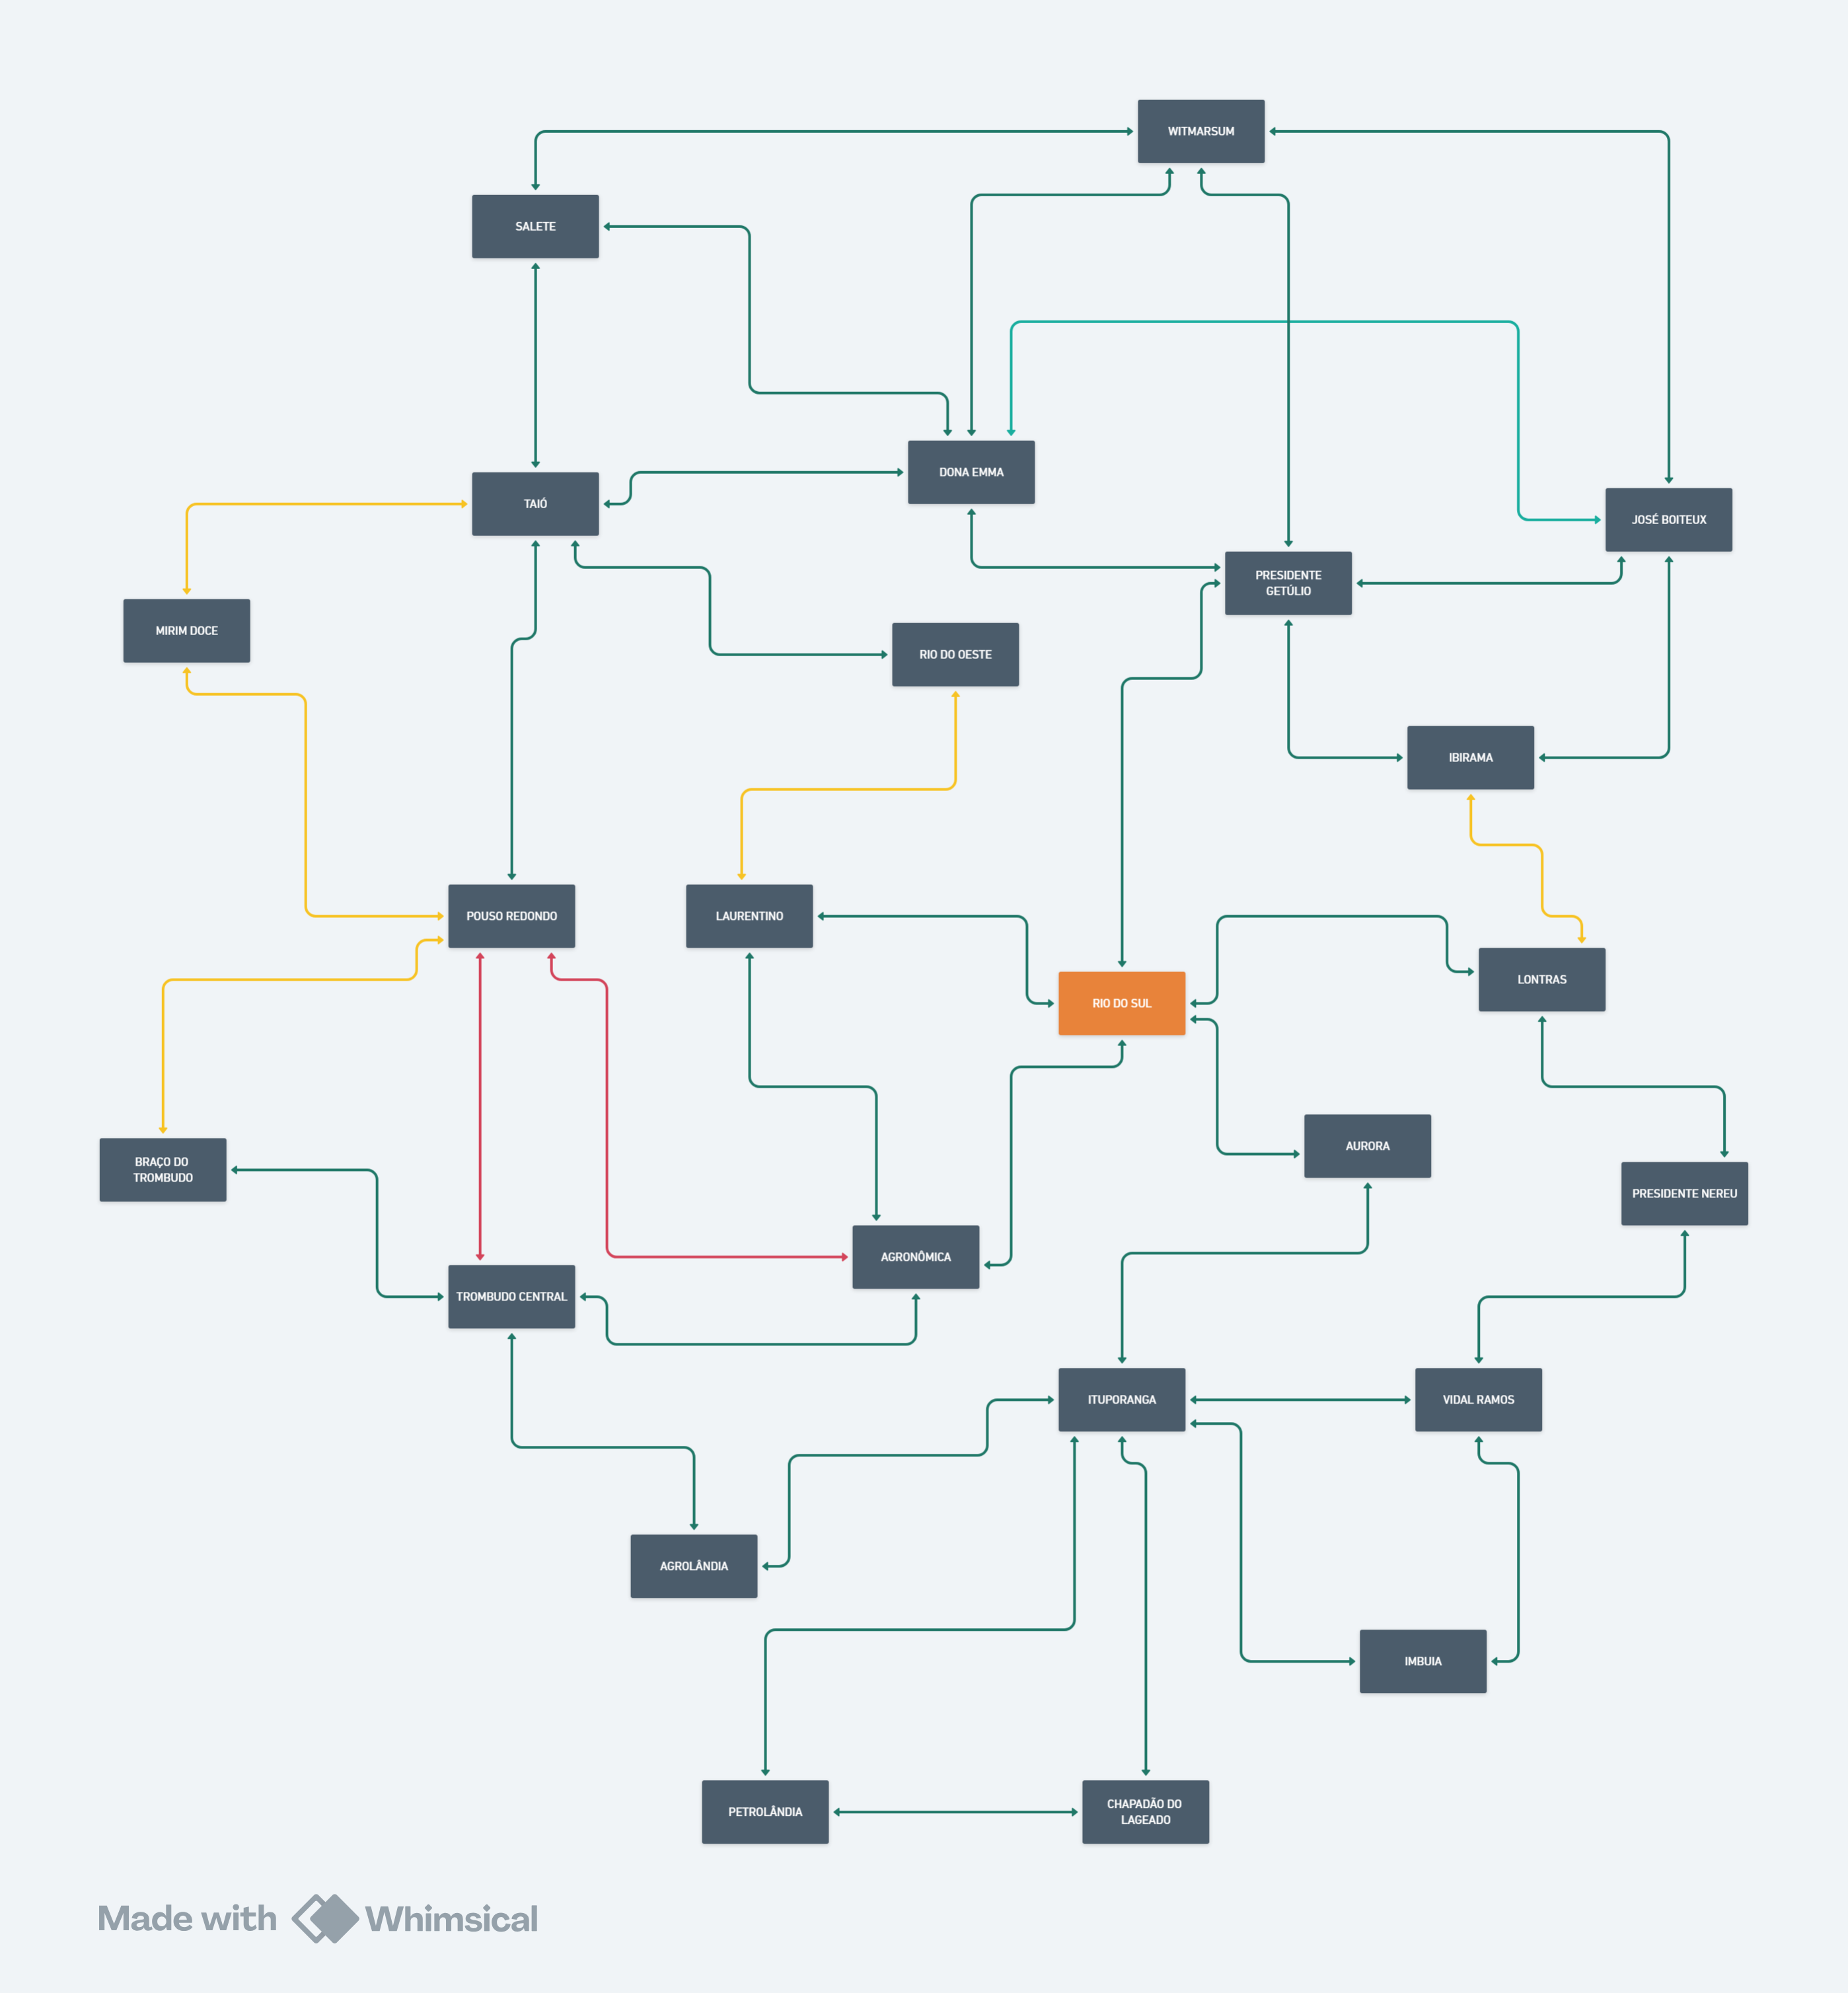 WITMARSUM
SALETE
DONA EMMA
TAIÓ
JOSÉ BOITEUX
PRESIDENTE
GETÚLIO
MIRIM DOCE
RIO DO OESTE
IBIRAMA
POUSO REDONDO
LAURENTINO
LONTRAS
RIO DO SUL
AURORA
BRAÇO DO
TROMBUDO
PRESIDENTE NEREU
AGRONÔMICA
TROMBUDO CENTRAL
ITUPORANGA
VIDAL RAMOS
AGROLÂNDIA
IMBUIA
PETROLÂNDIA
CHAPADÃO DO
LAGEADO
Made with Whimsical